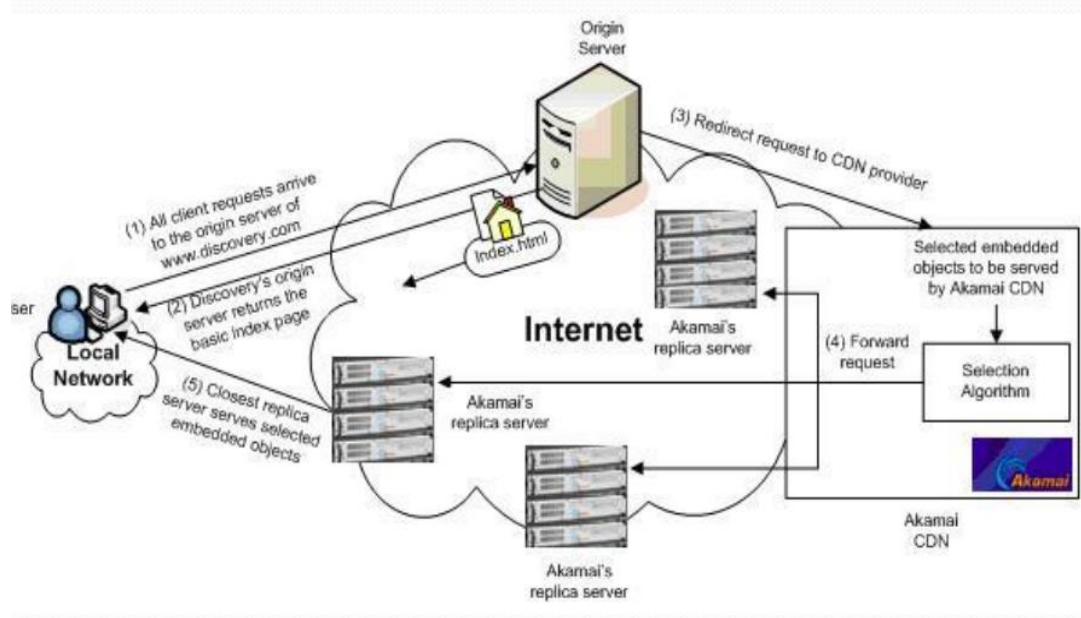 Origin
Server
(3) Redirect request to CDN provider
(1) All client requests arrive
to the origin server of
www.discovery.com
Index.html
(2) Discovery's origin
server returns the
basic index page
ser
Local
Network
Internet
Akamai's
replica server
Selected embedded
objects to be served
by Akamai CDN
(4) Forward
request
Selection
Algorithm
(5) Closest replica
server serves selected
embedded objects
Akamai's
replica server
Akamai
Akamai
CDN
Akamai's
replica server